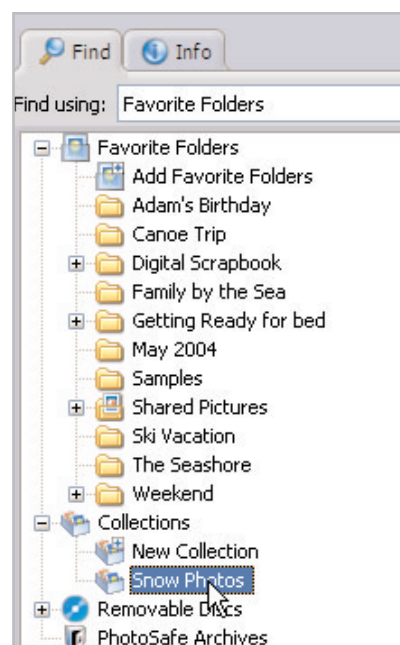 Find Info
Find using: Favorite Folders
Favorite Folders
Add Favorite Folders
Adam's Birthday
Canoe Trip
Digital Scrapbook
Family by the Sea
Getting Ready for bed
May 2004
Samples
Shared Pictures
Ski Vacation
The Seashore
Weekend
Collections
New Collection
Snow Photos
Removable Discs
PhotoSafe Archives